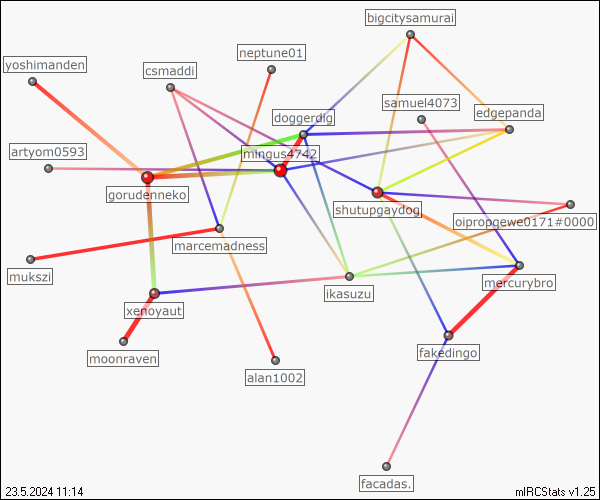 bigcitysamurai
neptune01
yoshimanden
csmaddi
samuel4073
edgepanda
doggerdig
artyom0593
mingus4742
gorudenneko
shutupgaydog
oipropqewe0171#0000
marcemadness
mukszi
mercurybro
ikasuzu
xenoyaut
moonraven
fakedingo
alan1002
facadas.
23.5.2024 11:14
mIRCStats v1.25